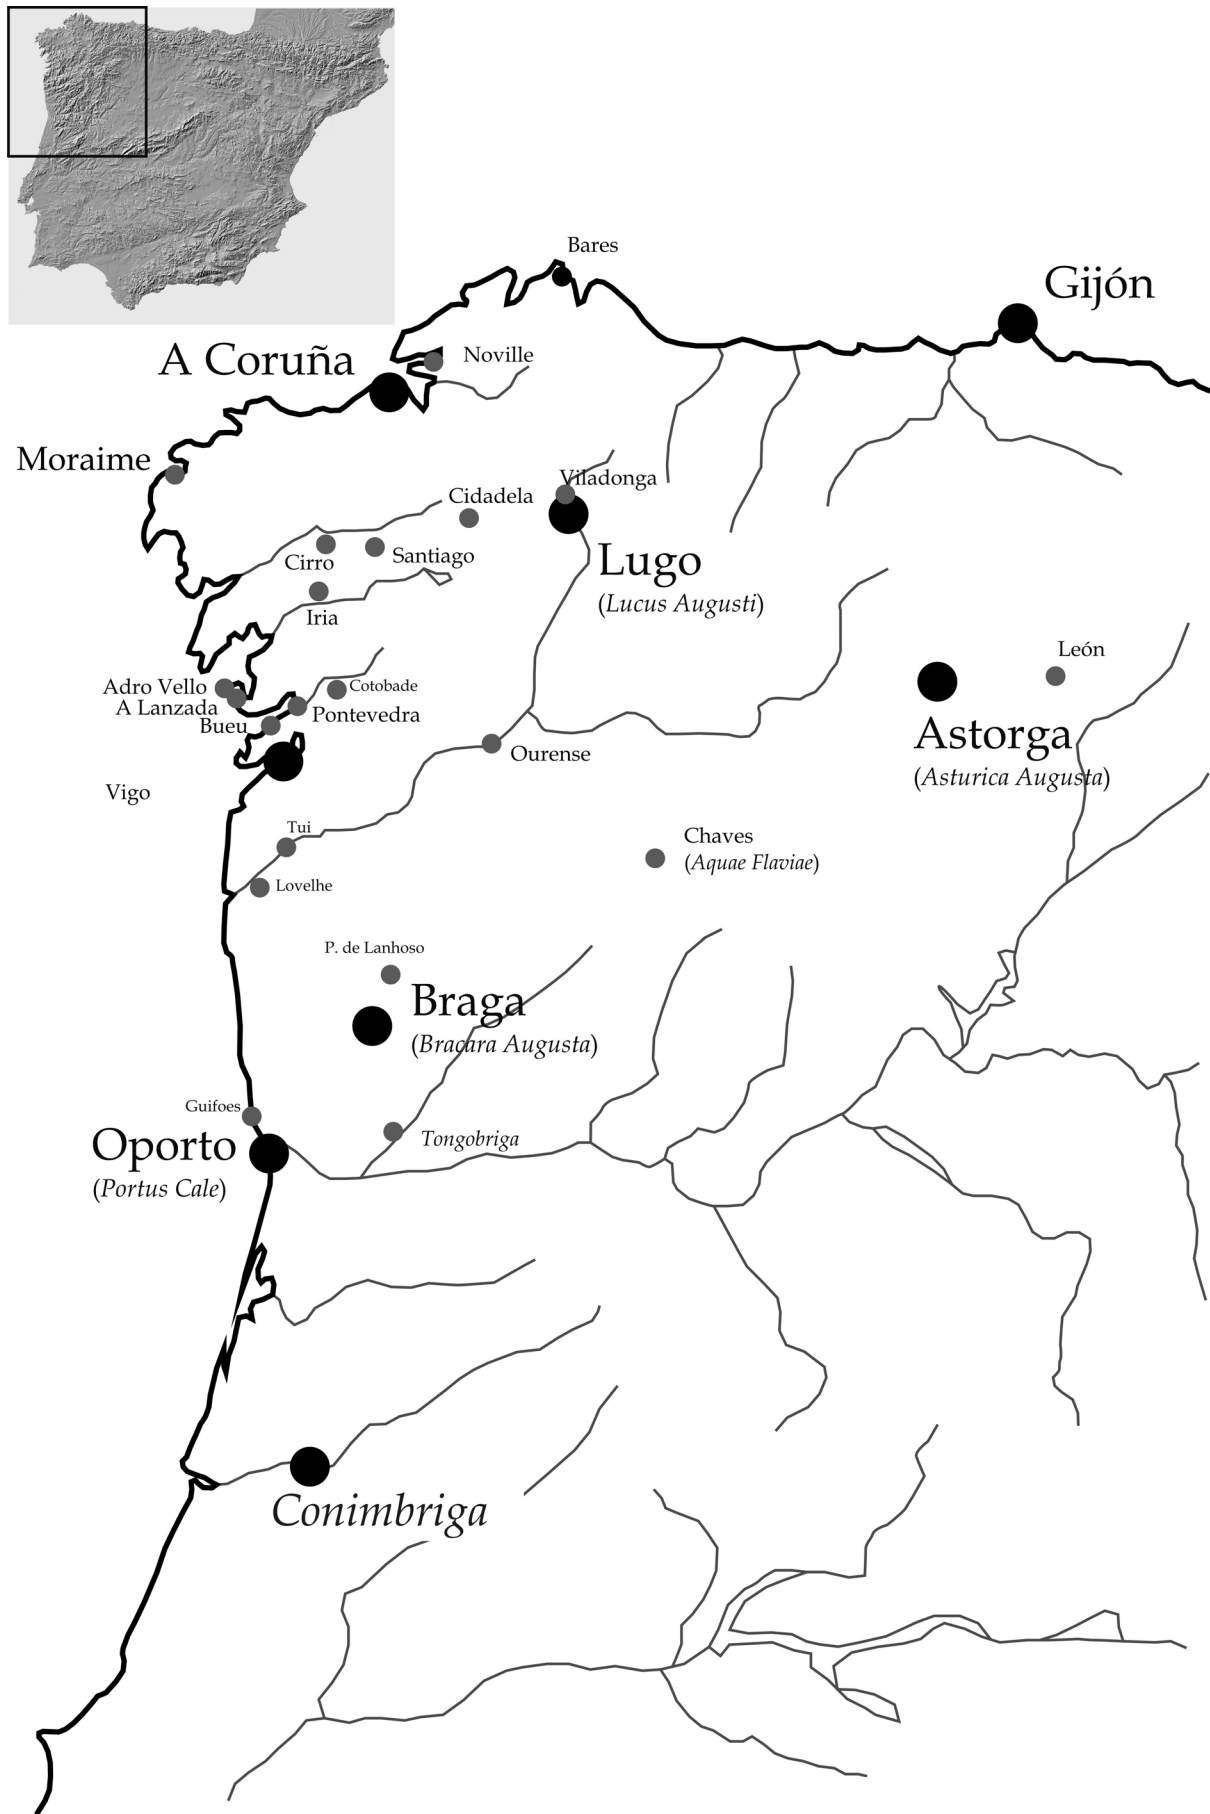 Bares
Gijón
A Coruña
Noville
Moraime
Viladonga
Cidadela
Cirro
Santiago
Lugo
(Lucus Augusti)
Iria
León
Adro Vello
Cotobade
A Lanzada
Pontevedra
Bueu
Astorga
(Asturica Augusta)
Ourense
Vigo
Tui
Chaves
(Aquae Flaviae)
Lovelhe
P. de Lanhoso
Braga
(Bracara Augusta)
Guifoes
Oporto
(Portus Cale)
Tongobriga
Conimbriga